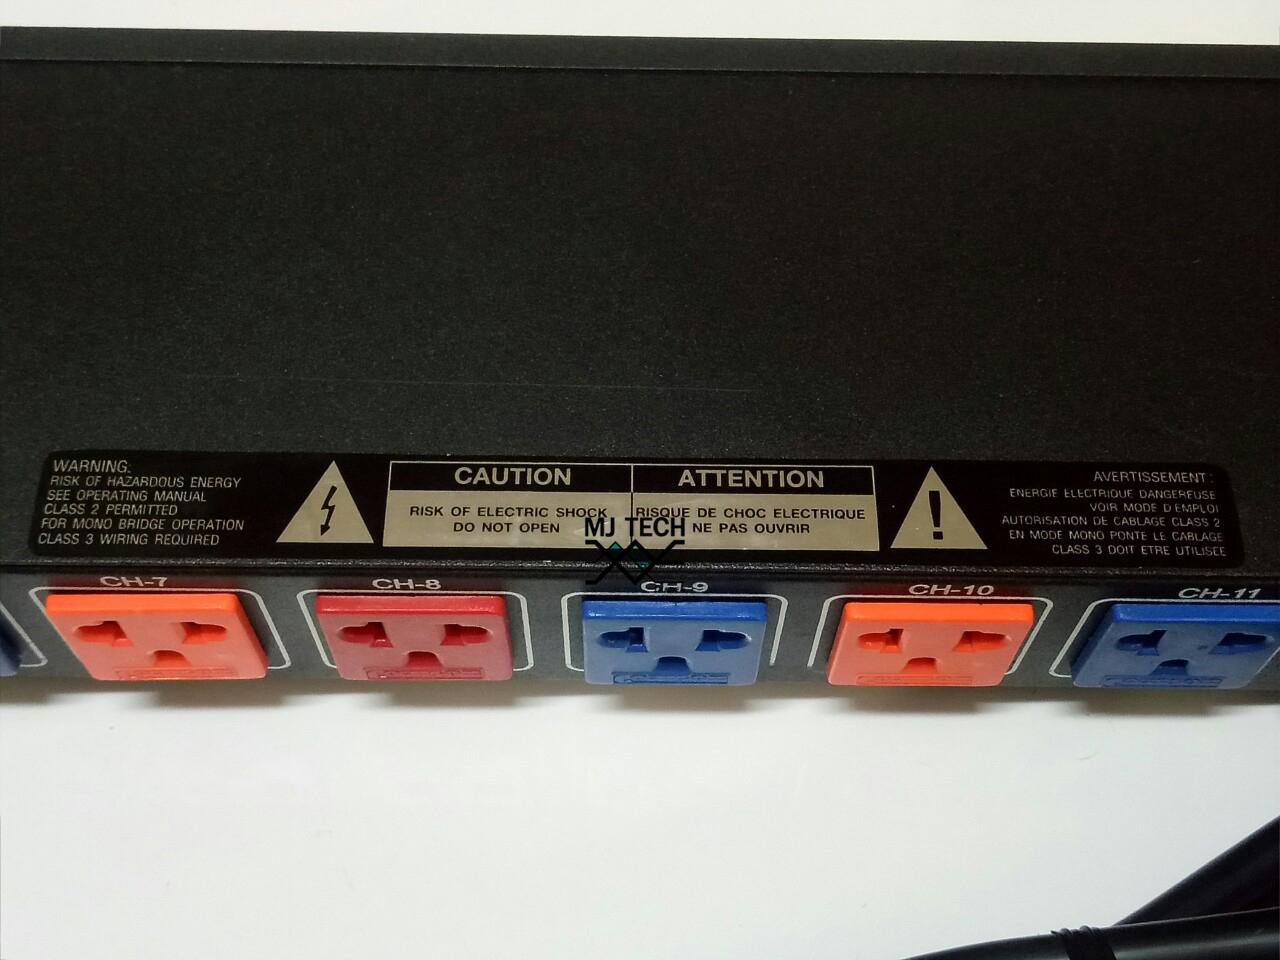 WARNING:
RISK OF HAZARDOUS ENERGY
SEE OPERATING MANUAL
CLASS 2 PERMITTED
FOR MONO BRIDGE OPERATION
CLASS 3 WIRING REQUIRED
CAUTION
RISK OF ELECTRIC SHOCK
DO NOT OPEN
ATTENTION
RISQUE DE CHOC ELECTRIQUE
NE PAS OUVRIR
AVERTISSEMENT:
ENERGIE ELECTRIQUE DANGERFUSE
VOIR MODE D'EMPLOI
AUTORISATION DE CABLAGE CLASS 2
EN MODE MONO PONTE LE CABLAGE
CLASS 3 DOIT ETRE UTILISEE
MJ TECH
CH-7
CH-8
CH-9
CH-10
CH-11